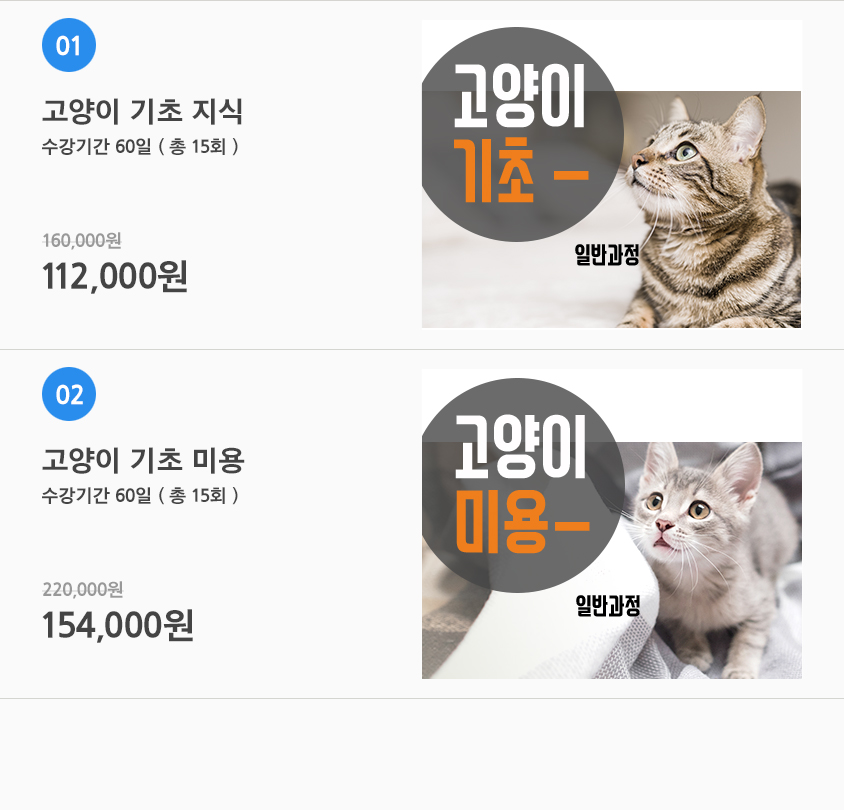 01
고양이 기초 지식
수강기간 60일 ( 총 15회 )
160,000원
112,000원
고양이
기초 –
일반과정
02
고양이 기초 미용
수강기간 60일 ( 총 15회 )
220,000원
154,000원
고양이
미용–
일반과정